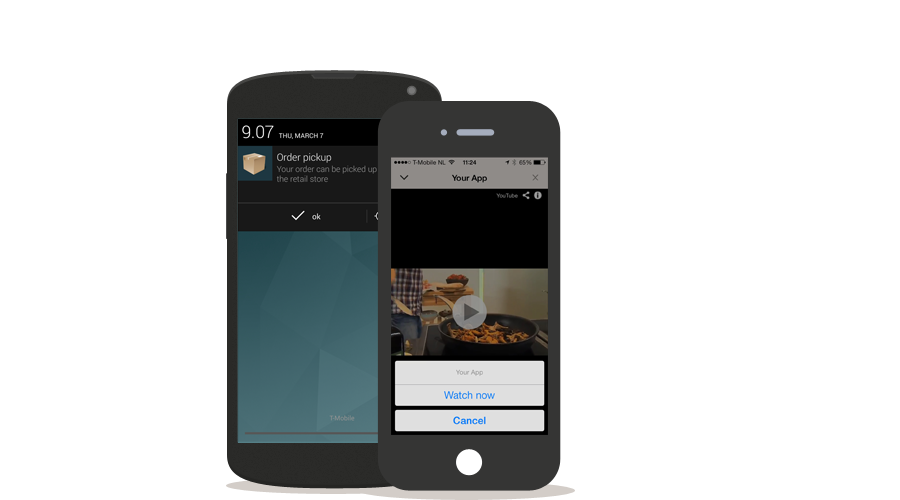 9.07 THU, MARCH 7
Order pickup
Your order can be picked up
the retail store
ok
T-Mobile
T-Mobile NL 11:24 65%
Your App
YouTube
Your App
Watch now
Cancel